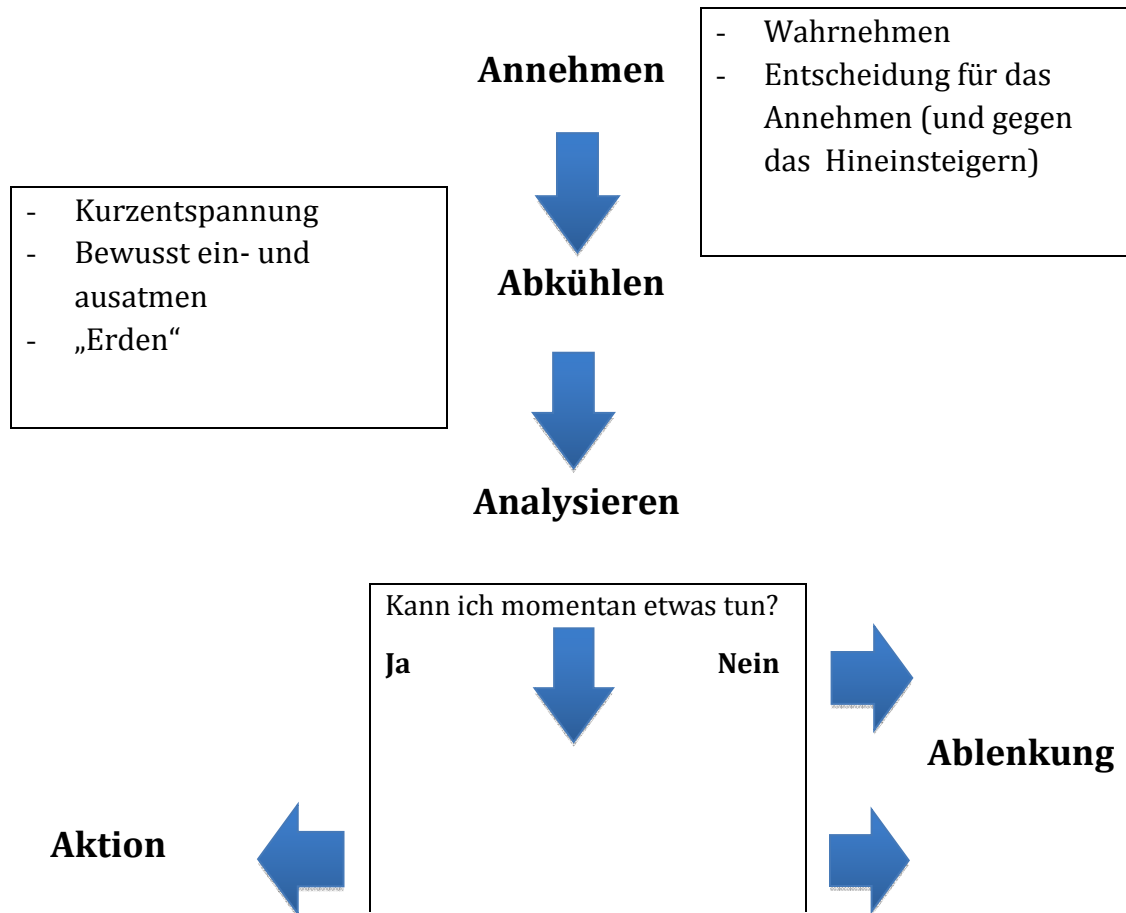 Annehmen
- Wahrnehmen
- Entscheidung für das
Annehmen (und gegen
das Hineinsteigern)
- Kurzentspannung
- Bewusst ein- und
ausatmen
- „Erden“
Abkühlen
Analysieren
Kann ich momentan etwas tun?
Ja Nein
Ablenkung
Aktion